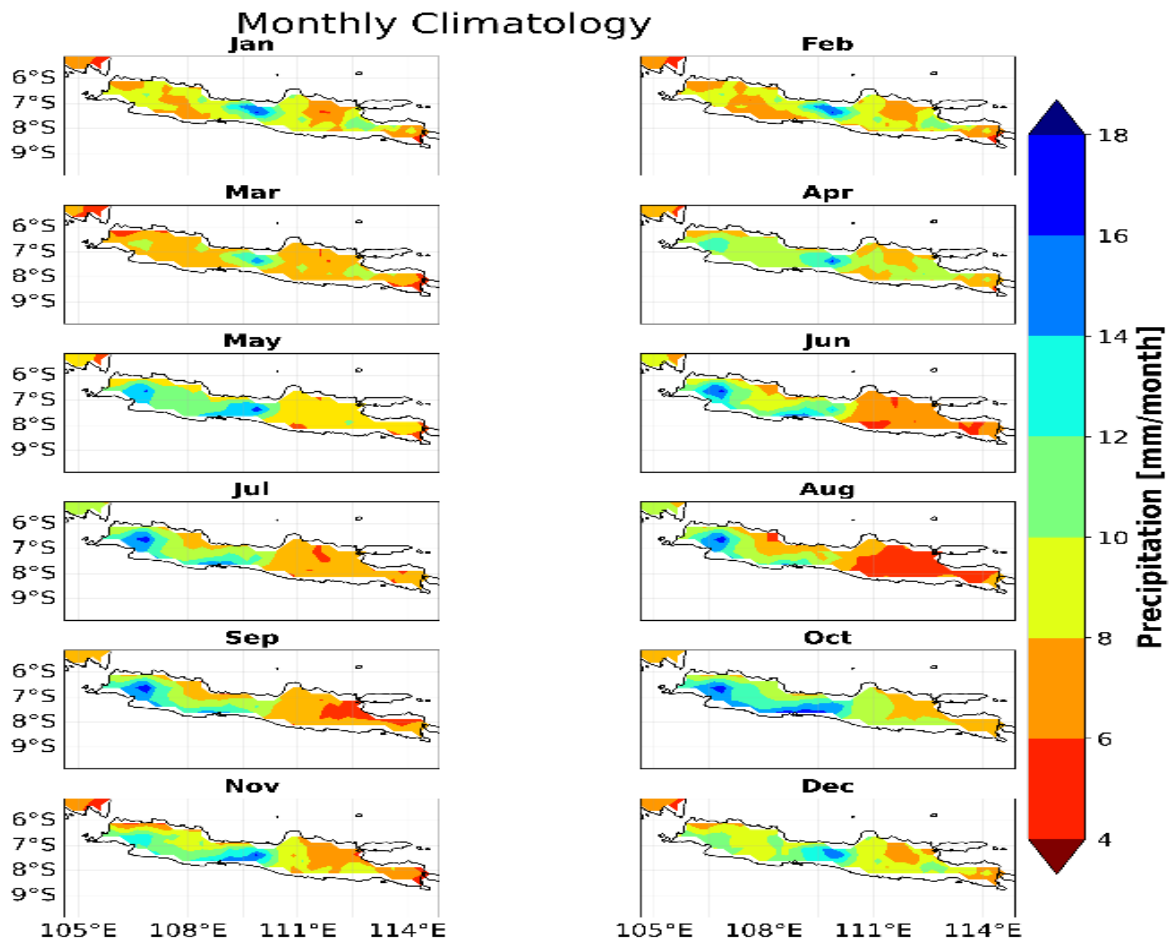 Monthly Climatology
Jan
Feb
6°S
7°S
8°S
9°S
18
Mar
Apr
6°S
7°S
8°S
9°S
16
May
Jun
6°S
7°S
8°S
9°S
14
12
Jul
Aug
6°S
7°S
8°S
9°S
10
Precipitation [mm/month]
Sep
Oct
6°S
7°S
8°S
9°S
8
6
Nov
Dec
6°S
7°S
8°S
9°S
4
105°E 108°E 111°E 114°E
105°E 108°E 111°E 114°E